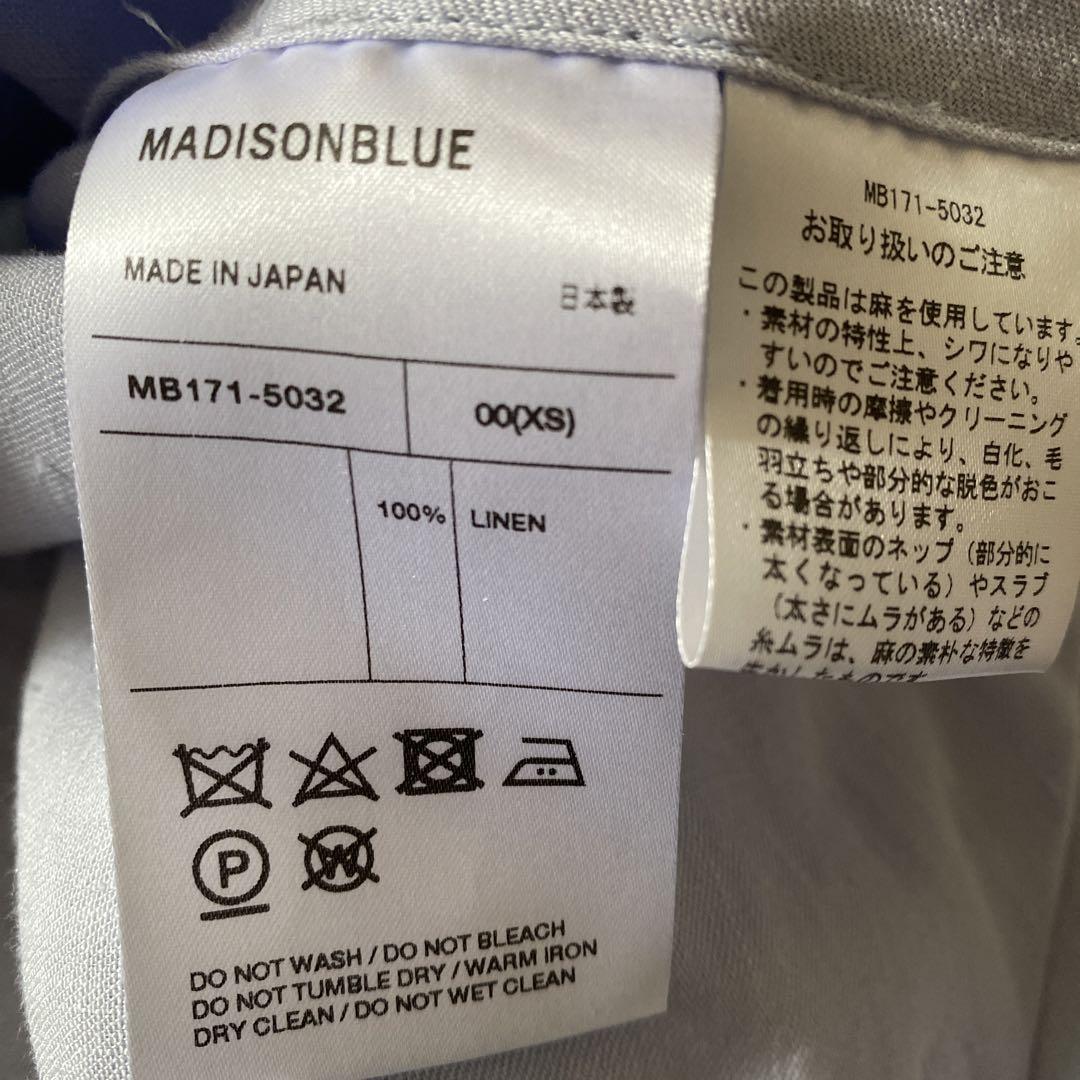 MADISONBLUE
MADE IN JAPAN
日本製
MB171-5032
00(XS)
100%
LINEN
P
W
DO NOT WASH / DO NOT BLEACH
DO NOT TUMBLE DRY / WARM IRON
DRY CLEAN / DO NOT WET CLEAN
MB171-5032
お取り扱いのご注意
この製品は麻を使用しています。
・素材の特性上、シワになりや
すいのでご注意ください。
・着用時の摩擦やクリーニング
の繰り返しにより、白化、毛
羽立ちや部分的な脱色がおこ
る場合があります。
・素材表面のネップ（部分的に
太くなっている）やスラブ
（太さにムラがある）などの
糸ムラは、麻の素朴な特徴を
生かしたものです